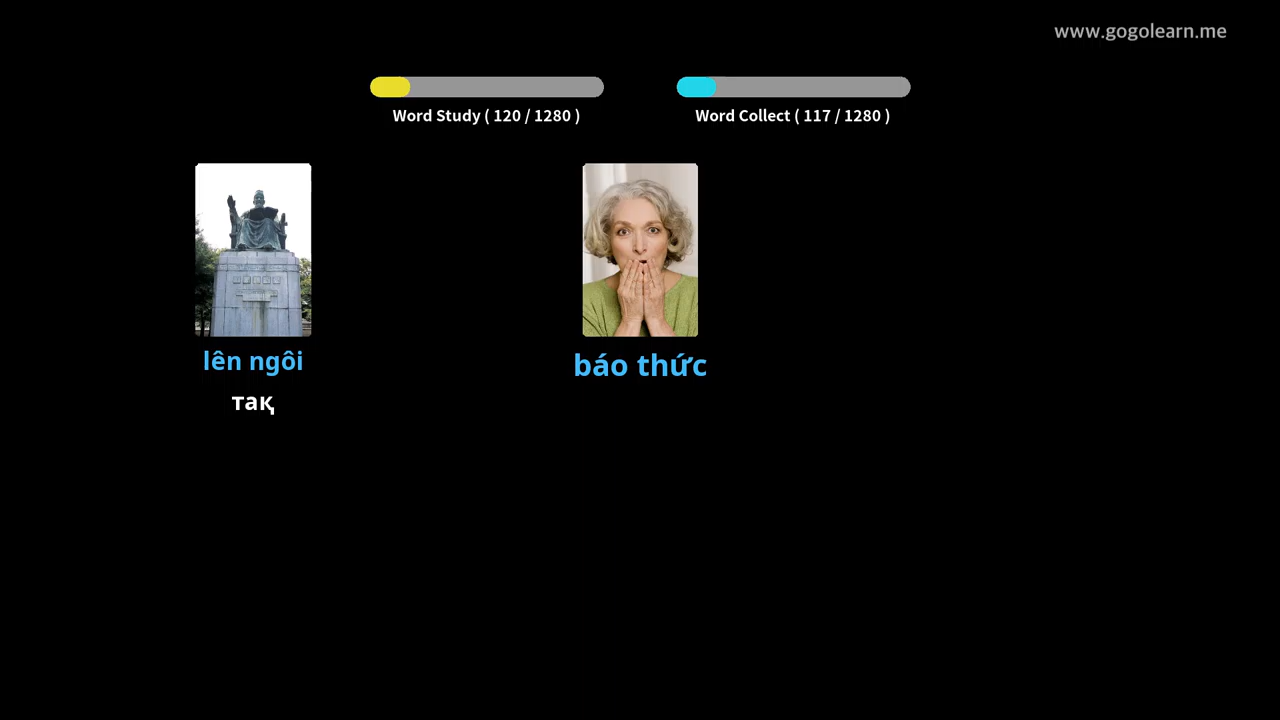 www.gogolearn.me
Word Study ( 120 / 1280 )
Word Collect ( 117 / 1280 )
lên ngôi
тақ
báo thức